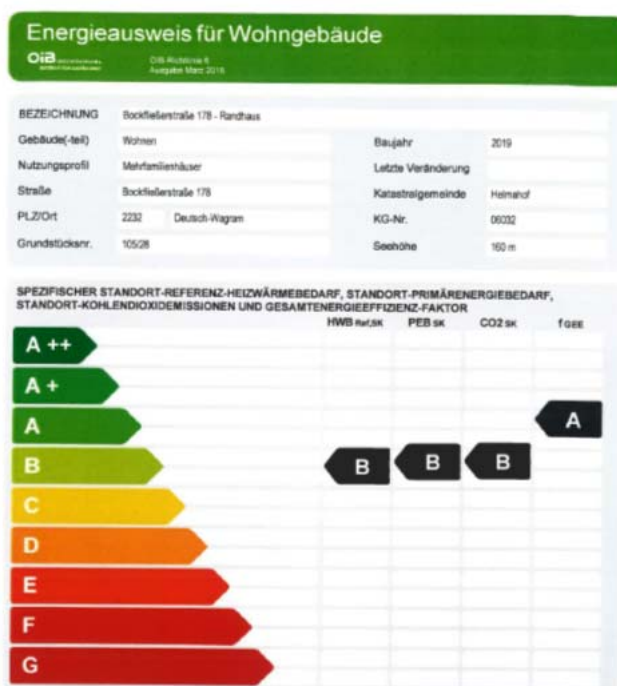 Energieausweis für Wohngebäude
OiB
OIB-Richtlinie 6
Ausgabe März 2015
BEZEICHNUNG Bockfließerstraße 178 - Randhaus
Gebäude(-teil) Wohnen Baujahr 2019
Nutzungsprofil Mehrfamilienhäuser Letzte Veränderung
Straße Bockfließerstraße 178 Katastralgemeinde Helmahof
PLZ/Ort 2232 Deutsch-Wagram KG-Nr. 06032
Grundstücksnr. 105/28 Seehöhe 160 m
SPEZIFISCHER STANDORT-REFERENZ-HEIZWÄRMEBEDARF, STANDORT-PRIMÄRENERGIEBEDARF,
STANDORT-KOHLENDIOXIDEMISSIONEN UND GESAMTENERGIEEFFIZIENZ-FAKTOR
HWB Ref,SK PEB SK CO2 SK f GEE
A ++
A +
A A
B B B B
C
D
E
F
G